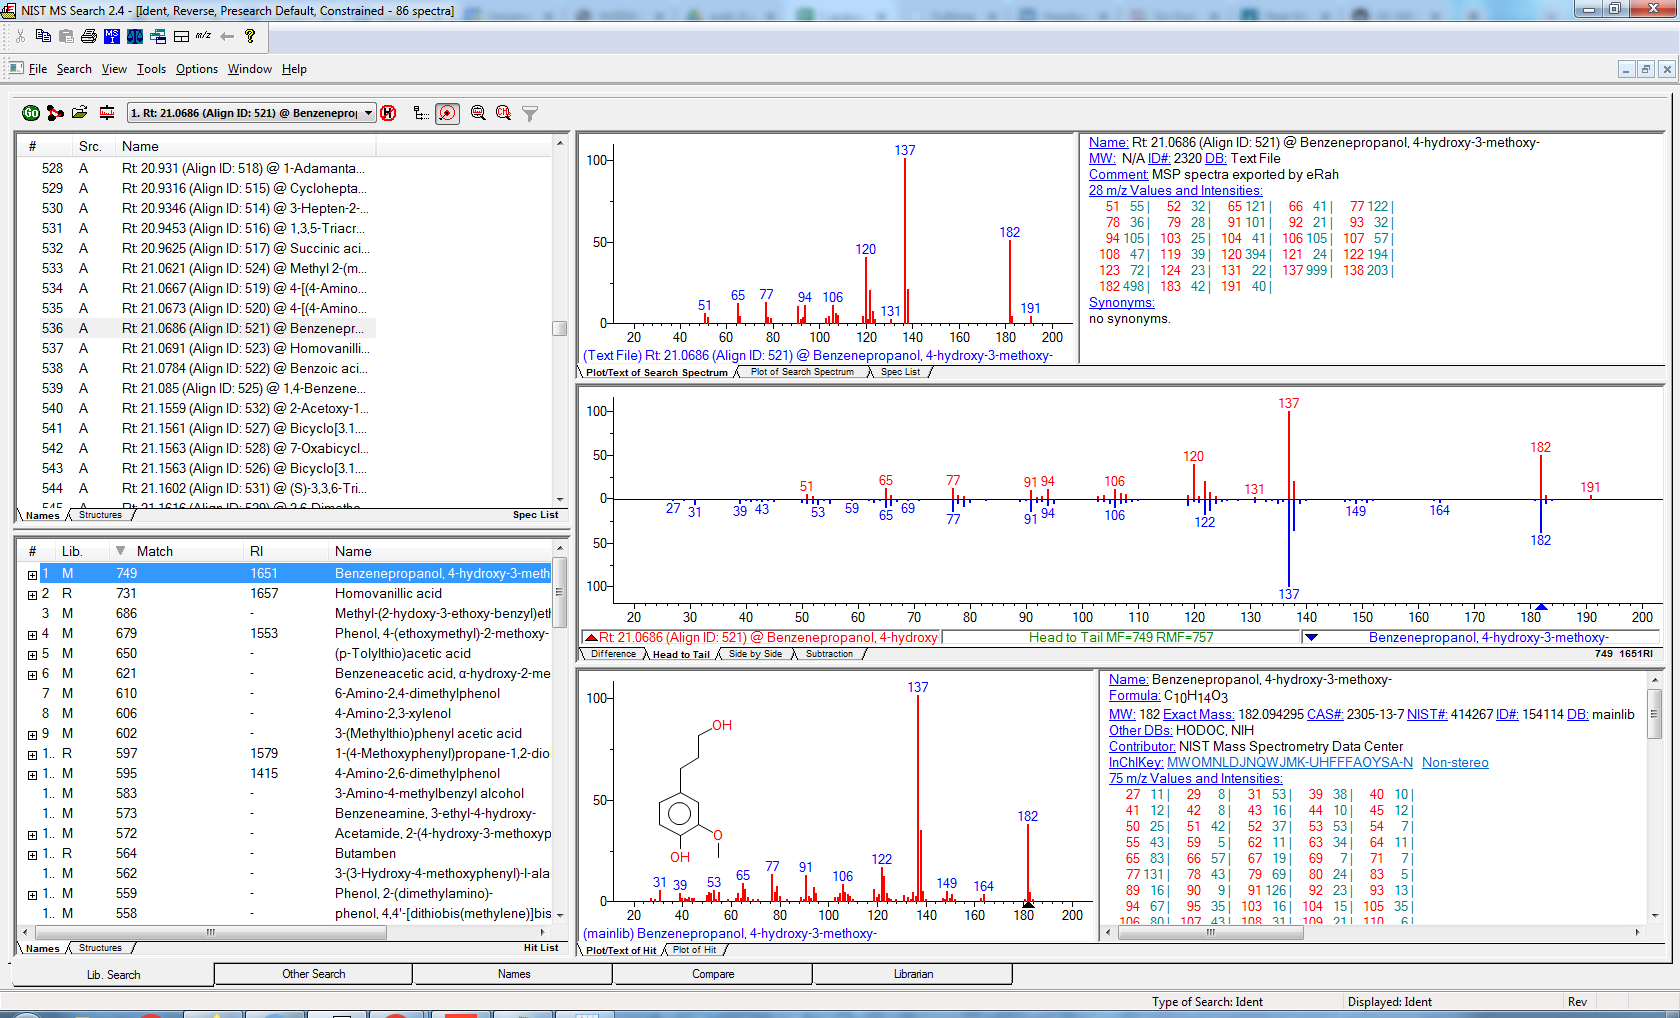 NIST MS Search 2.4 - [Ident, Reverse, Presearch Default, Constrained - 86 spectra]
File Search View Tools Options Window Help
1. Rt: 21.0686 (Align ID: 521) @ Benzeneprop
# Src. Name
528 A Rt: 20.931 (Align ID: 518) @ 1-Adamanta...
529 A Rt: 20.9316 (Align ID: 515) @ Cyclohepta...
530 A Rt: 20.9346 (Align ID: 514) @ 3-Hepten-2-...
531 A Rt: 20.9453 (Align ID: 516) @ 1,3,5-Triacr...
532 A Rt: 20.9625 (Align ID: 517) @ Succinic aci...
533 A Rt: 21.0621 (Align ID: 524) @ Methyl 2-(m...
534 A Rt: 21.0667 (Align ID: 519) @ 4-[(4-Amino...
535 A Rt: 21.0673 (Align ID: 520) @ 4-[(4-Amino...
536 A Rt: 21.0686 (Align ID: 521) @ Benzenepr...
537 A Rt: 21.0691 (Align ID: 523) @ Homovanilli...
538 A Rt: 21.0784 (Align ID: 522) @ Benzoic aci...
539 A Rt: 21.085 (Align ID: 525) @ 1,4-Benzene...
540 A Rt: 21.1559 (Align ID: 532) @ 2-Acetoxy-1...
541 A Rt: 21.1561 (Align ID: 527) @ Bicyclo[3.1....
542 A Rt: 21.1563 (Align ID: 528) @ 7-Oxabicycl...
543 A Rt: 21.1563 (Align ID: 526) @ Bicyclo[3.1....
544 A Rt: 21.1602 (Align ID: 531) @ (S)-3,3,6-Tri...
545 A Rt: 21.1616 (Align ID: 529) @ 2,6-Dimetho...
Names Structures Spec List
# Lib. Match RI Name
1 M 749 1651 Benzenepropanol, 4-hydroxy-3-meth
2 R 731 1657 Homovanillic acid
3 M 686 - Methyl-(2-hydoxy-3-ethoxy-benzyl)eth
4 M 679 1553 Phenol, 4-(ethoxymethyl)-2-methoxy-
5 M 650 - (p-Tolylthio)acetic acid
6 M 621 - Benzeneacetic acid, α-hydroxy-2-me
7 M 610 - 6-Amino-2,4-dimethylphenol
8 M 606 - 4-Amino-2,3-xylenol
9 M 602 - 3-(Methylthio)phenyl acetic acid
1.. R 597 1579 1-(4-Methoxyphenyl)propane-1,2-dio
1.. M 595 1415 4-Amino-2,6-dimethylphenol
1.. M 583 - 3-Amino-4-methylbenzyl alcohol
1.. M 573 - Benzeneamine, 3-ethyl-4-hydroxy-
1.. M 572 - Acetamide, 2-(4-hydroxy-3-methoxyp
1.. R 564 - Butamben
1.. M 562 - 3-(3-Hydroxy-4-methoxyphenyl)-l-ala
1.. M 559 - Phenol, 2-(dimethylamino)-
1.. M 558 - phenol, 4,4'-[dithiobis(methylene)]bis
Names Structures Hit List
100
50
0
51 65 77 94 106 120 131 137 182 191
20 40 60 80 100 120 140 160 180 200
(Text File) Rt: 21.0686 (Align ID: 521) @ Benzenepropanol, 4-hydroxy-3-methoxy-
Plot/Text of Search Spectrum Plot of Search Spectrum Spec List
Name: Rt: 21.0686 (Align ID: 521) @ Benzenepropanol, 4-hydroxy-3-methoxy-
MW: N/A ID#: 2320 DB: Text File
Comment: MSP spectra exported by eRah
28 m/z Values and Intensities:
51 55| 52 32| 65 121| 66 41| 77 122|
78 36| 79 28| 91 101| 92 21| 93 32|
94 105| 103 25| 104 41| 106 105| 107 57|
108 47| 119 39| 120 394| 121 24| 122 194|
123 72| 124 23| 131 22| 137 999| 138 203|
182 498| 183 42| 191 40|
Synonyms:
no synonyms.
100
50
0
50
100
51 65 77 91 94 106 120 131 137 182 191
27 31 39 43 53 59 65 69 77 91 94 106 122 137 149 164 182
20 30 40 50 60 70 80 90 100 110 120 130 140 150 160 170 180 190 200
Rt: 21.0686 (Align ID: 521) @ Benzenepropanol, 4-hydroxy Head to Tail MF=749 RMF=757 Benzenepropanol, 4-hydroxy-3-methoxy-
Difference Head to Tail Side by Side Subtraction 749 1651RI
100
50
0
OH
O
OH
31 39 53 65 77 91 106 122 137 149 164 182
20 40 60 80 100 120 140 160 180 200
(mainlib) Benzenepropanol, 4-hydroxy-3-methoxy-
Plot/Text of Hit Plot of Hit
Name: Benzenepropanol, 4-hydroxy-3-methoxy-
Formula: C10H14O3
MW: 182 Exact Mass: 182.094295 CAS#: 2305-13-7 NIST#: 414267 ID#: 154114 DB: mainlib
Other DBs: HODOC, NIH
Contributor: NIST Mass Spectrometry Data Center
InChIKey: MWOMNLDJNQWJMK-UHFFFAOYSA-N Non-stereo
75 m/z Values and Intensities:
27 11| 29 8| 31 53| 39 38| 40 10|
41 12| 42 8| 43 16| 44 10| 45 12|
50 25| 51 42| 52 37| 53 53| 54 7|
55 43| 59 5| 62 11| 63 34| 64 11|
65 83| 66 57| 67 19| 69 7| 71 7|
77 131| 78 43| 79 69| 80 24| 83 5|
89 16| 90 9| 91 126| 92 23| 93 13|
94 67| 95 35| 103 16| 104 15| 105 35|
106 80| 107 43| 108 31| 109 21| 110 6|
Lib. Search Other Search Names Compare Librarian
Type of Search: Ident Displayed: Ident Rev